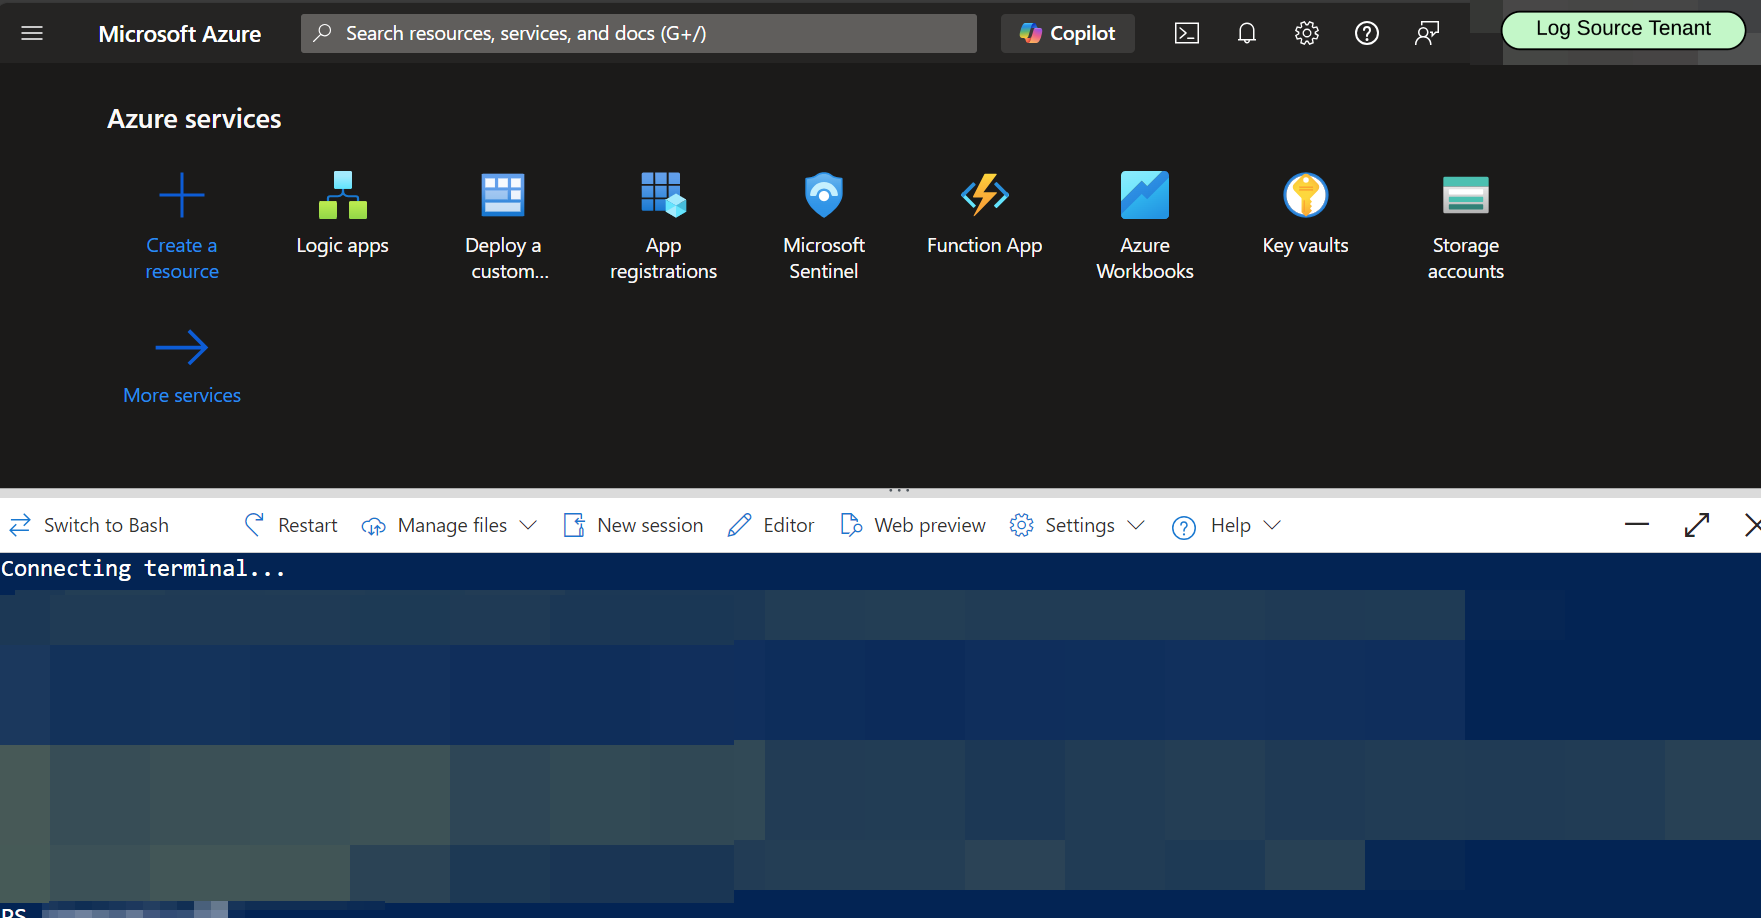 Microsoft Azure
Search resources, services, and docs (G+/)
Copilot
Log Source Tenant
Azure services
Create a
resource
Logic apps
Deploy a
custom...
App
registrations
Microsoft
Sentinel
Function App
Azure
Workbooks
Key vaults
Storage
accounts
More services
Switch to Bash
Restart
Manage files
New session
Editor
Web preview
Settings
Help
Connecting terminal...
PS